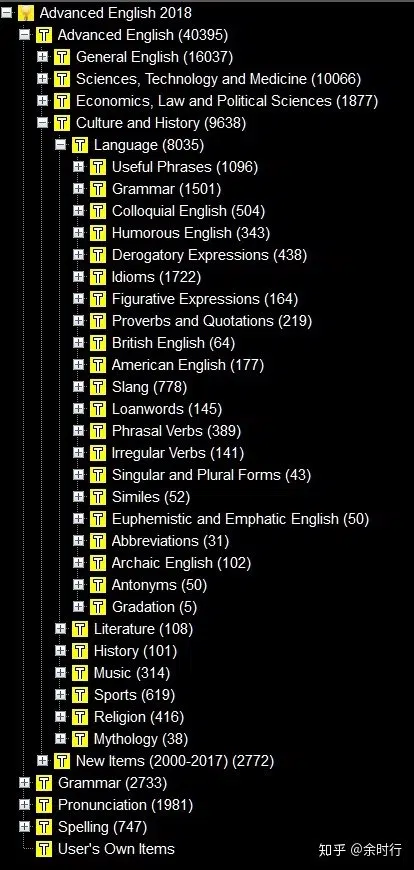 Advanced English 2018
Advanced English (40395)
General English (16037)
Sciences, Technology and Medicine (10066)
Economics, Law and Political Sciences (1877)
Culture and History (9638)
Language (8035)
Useful Phrases (1096)
Grammar (1501)
Colloquial English (504)
Humorous English (343)
Derogatory Expressions (438)
Idioms (1722)
Figurative Expressions (164)
Proverbs and Quotations (219)
British English (64)
American English (177)
Slang (778)
Loanwords (145)
Phrasal Verbs (389)
Irregular Verbs (141)
Singular and Plural Forms (43)
Similes (52)
Euphemistic and Emphatic English (50)
Abbreviations (31)
Archaic English (102)
Antonyms (50)
Gradation (5)
Literature (108)
History (101)
Music (314)
Sports (619)
Religion (416)
Mythology (38)
New Items (2000-2017) (2772)
Grammar (2733)
Pronunciation (1981)
Spelling (747)
User's Own Items
知乎 @余时行